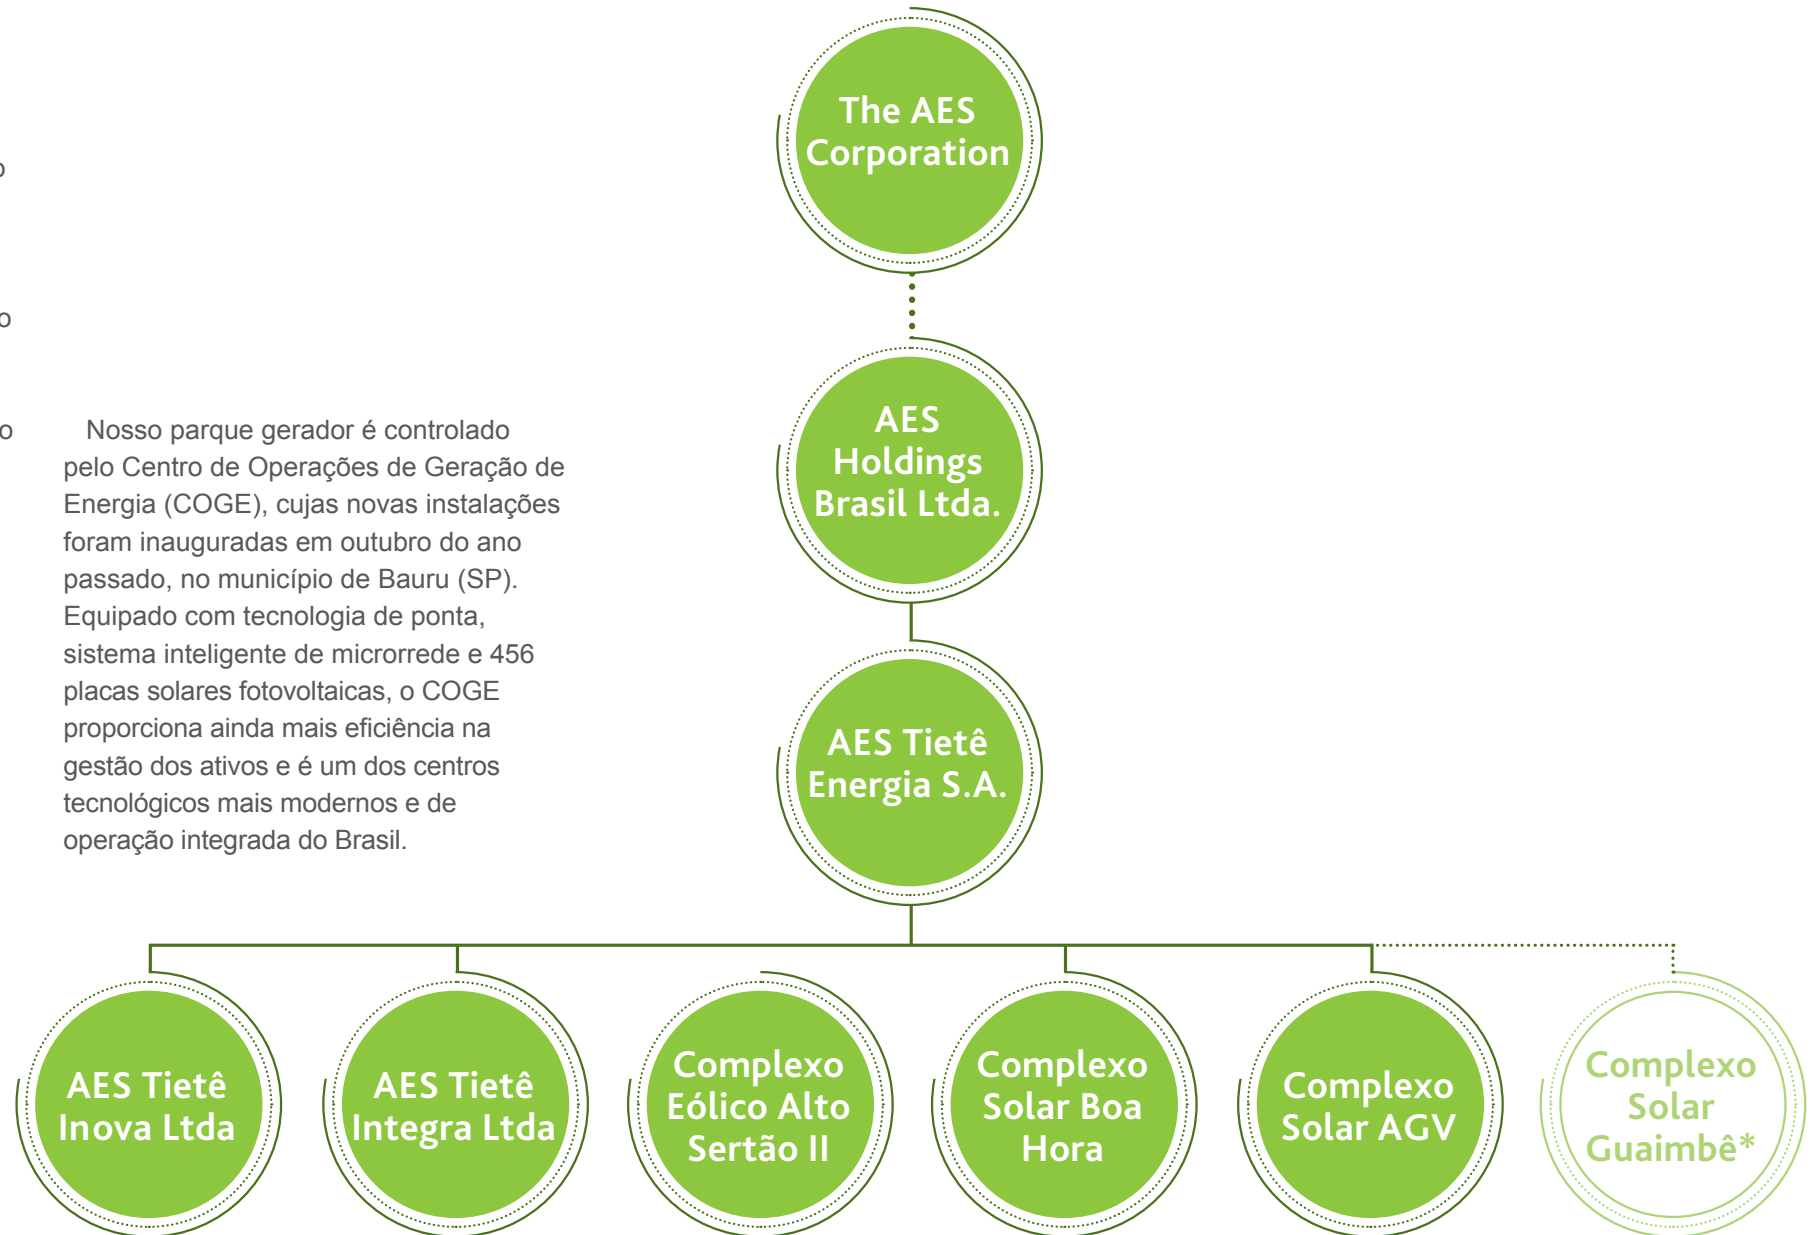 o
o
o
Nosso parque gerador é controlado
pelo Centro de Operações de Geração de
Energia (COGE), cujas novas instalações
foram inauguradas em outubro do ano
passado, no município de Bauru (SP).
Equipado com tecnologia de ponta,
sistema inteligente de microrrede e 456
placas solares fotovoltaicas, o COGE
proporciona ainda mais eficiência na
gestão dos ativos e é um dos centros
tecnológicos mais modernos e de
operação integrada do Brasil.
The AES
Corporation
AES
Holdings
Brasil Ltda.
AES Tietê
Energia S.A.
AES Tietê
Inova Ltda
AES Tietê
Integra Ltda
Complexo
Eólico Alto
Sertão II
Complexo
Solar Boa
Hora
Complexo
Solar AGV
Complexo
Solar
Guaimbê*